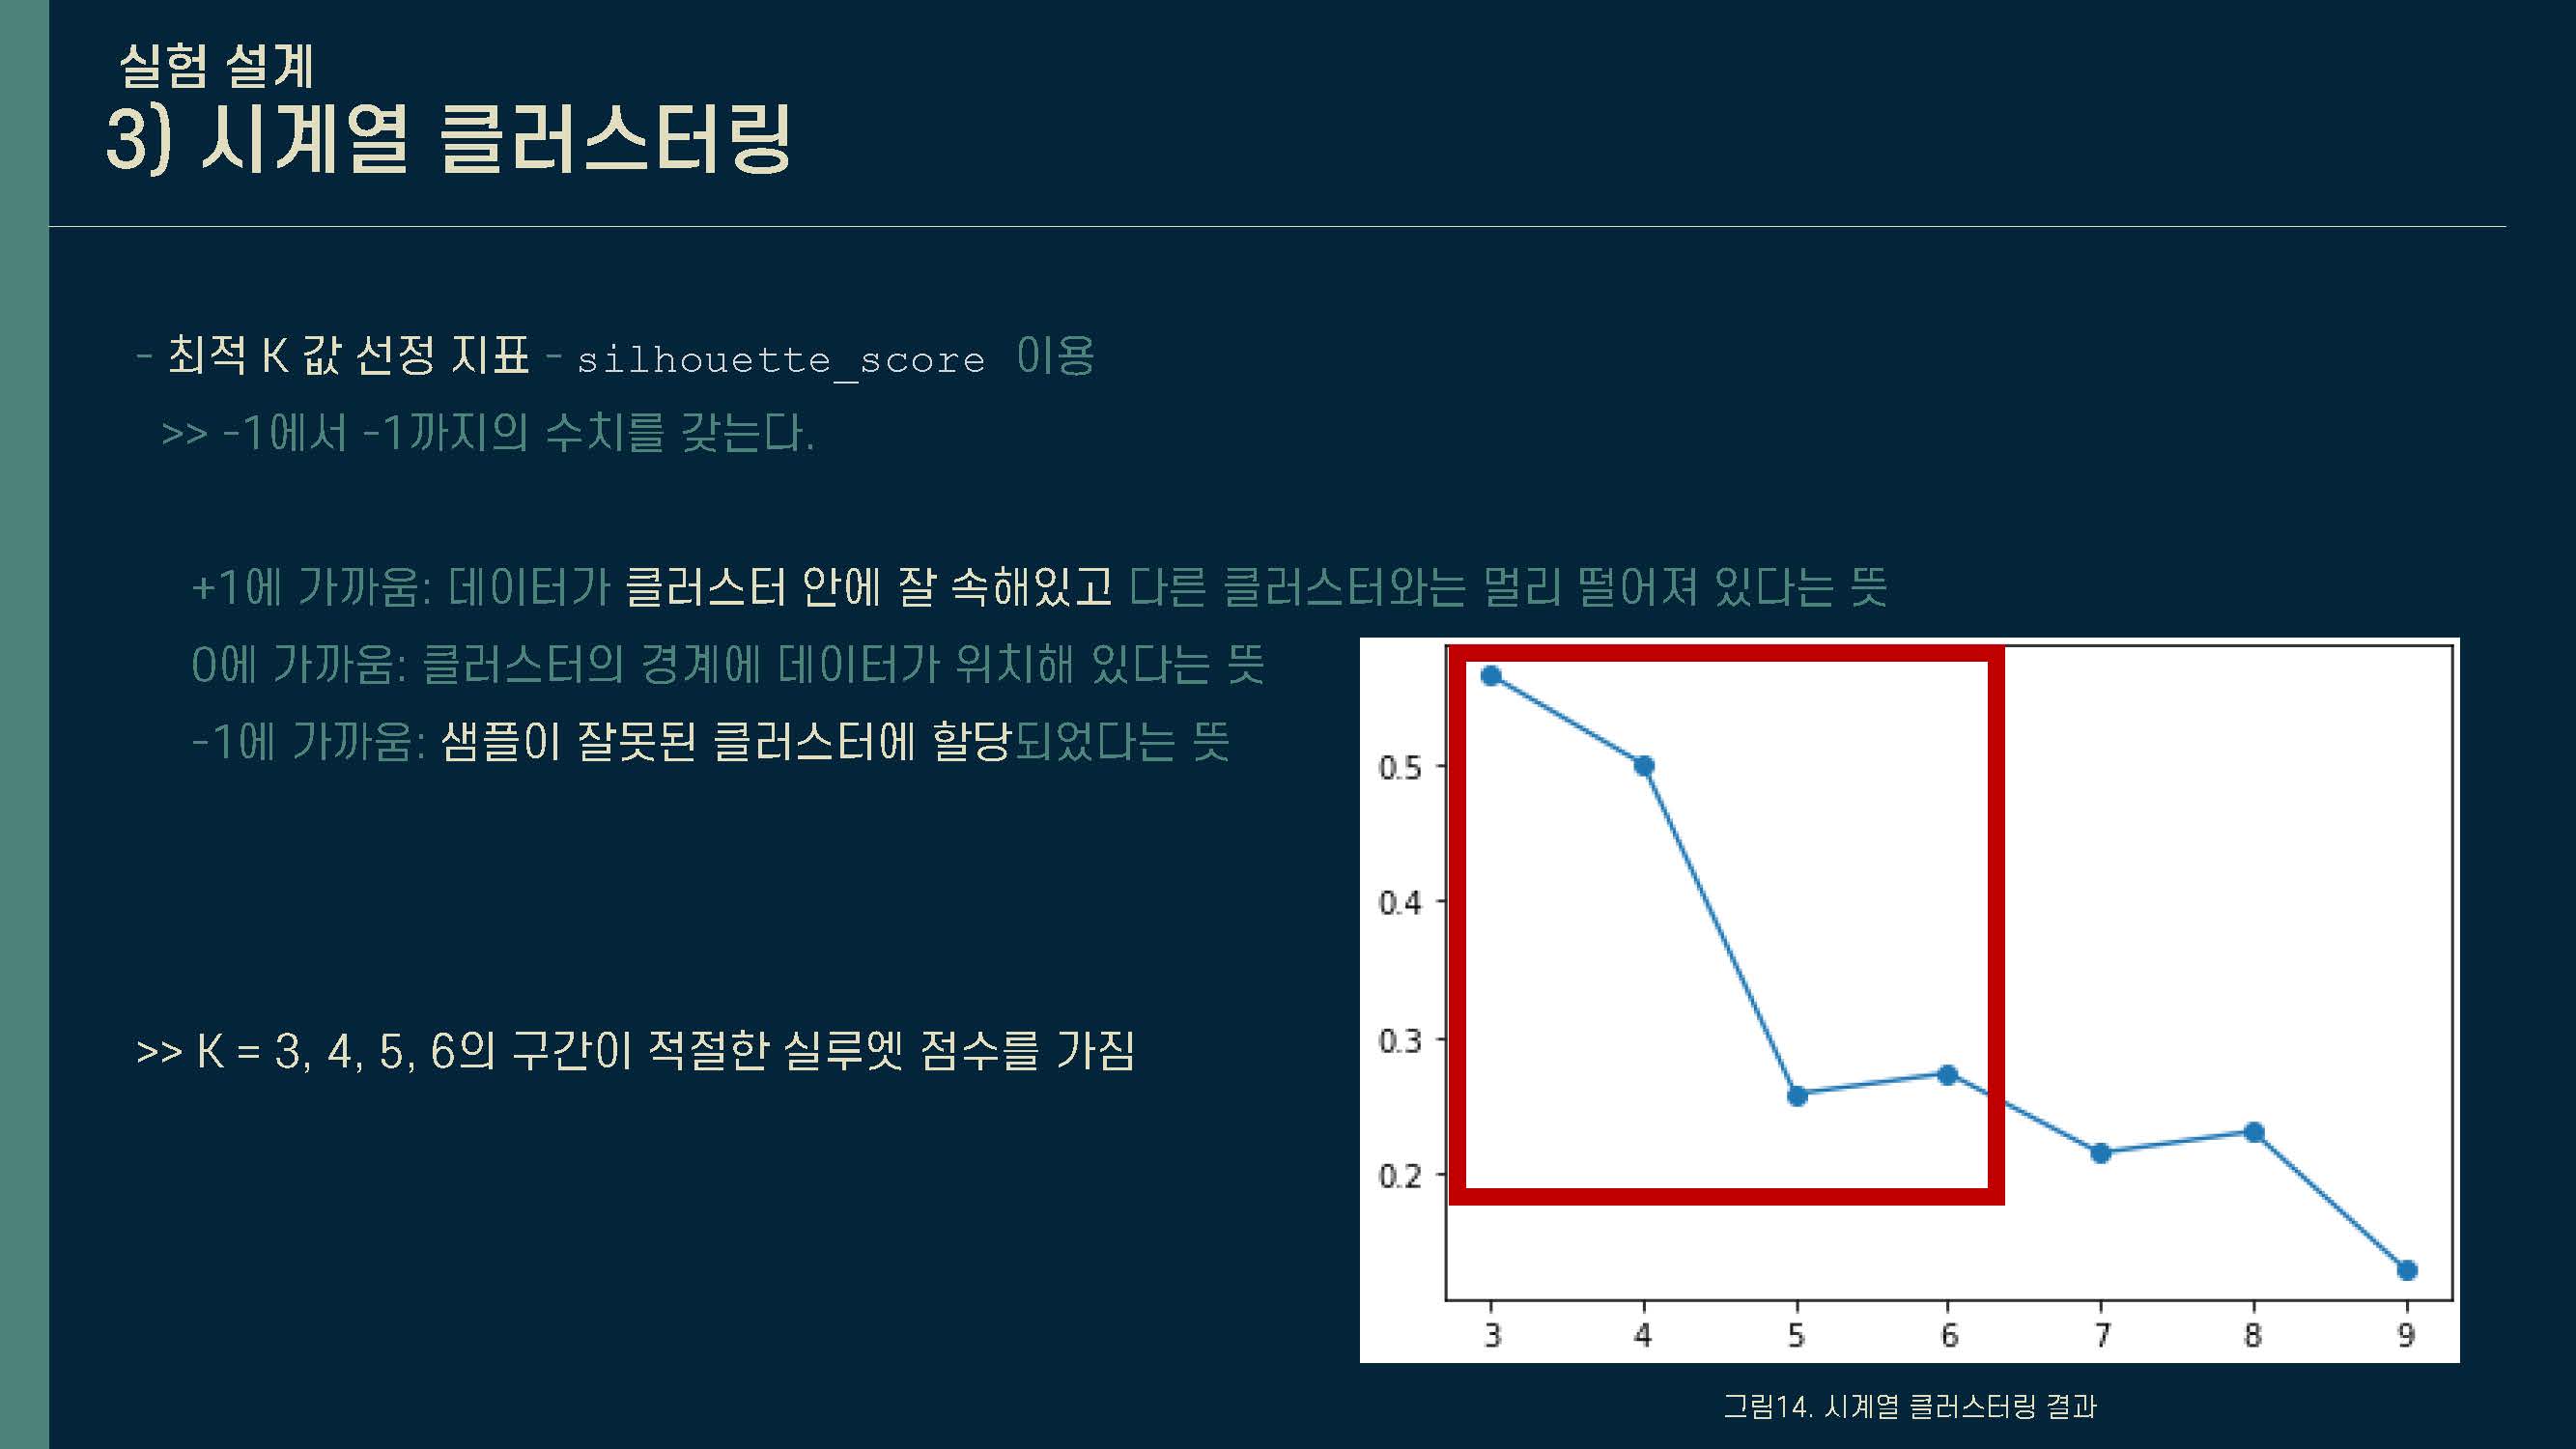 실험 설계
3) 시계열 클러스터링
- 최적 K 값 선정 지표 - silhouette_score 이용
>> -1에서 -1까지의 수치를 갖는다.
+1에 가까움: 데이터가 클러스터 안에 잘 속해있고 다른 클러스터와는 멀리 떨어져 있다는 뜻
0에 가까움: 클러스터의 경계에 데이터가 위치해 있다는 뜻
-1에 가까움: 샘플이 잘못된 클러스터에 할당되었다는 뜻
>> K = 3, 4, 5, 6의 구간이 적절한 실루엣 점수를 가짐
0.5
0.4
0.3
0.2
3 4 5 6 7 8 9
그림14. 시계열 클러스터링 결과